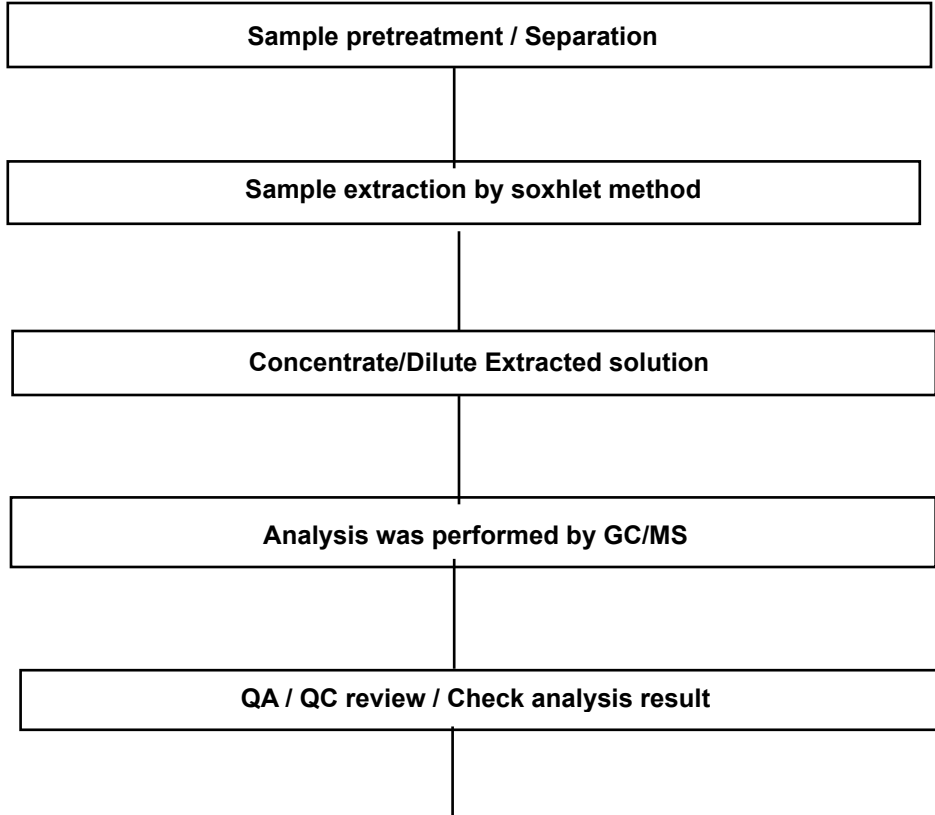 Sample pretreatment / Separation
Sample extraction by soxhlet method
Concentrate/Dilute Extracted solution
Analysis was performed by GC/MS
QA / QC review / Check analysis result